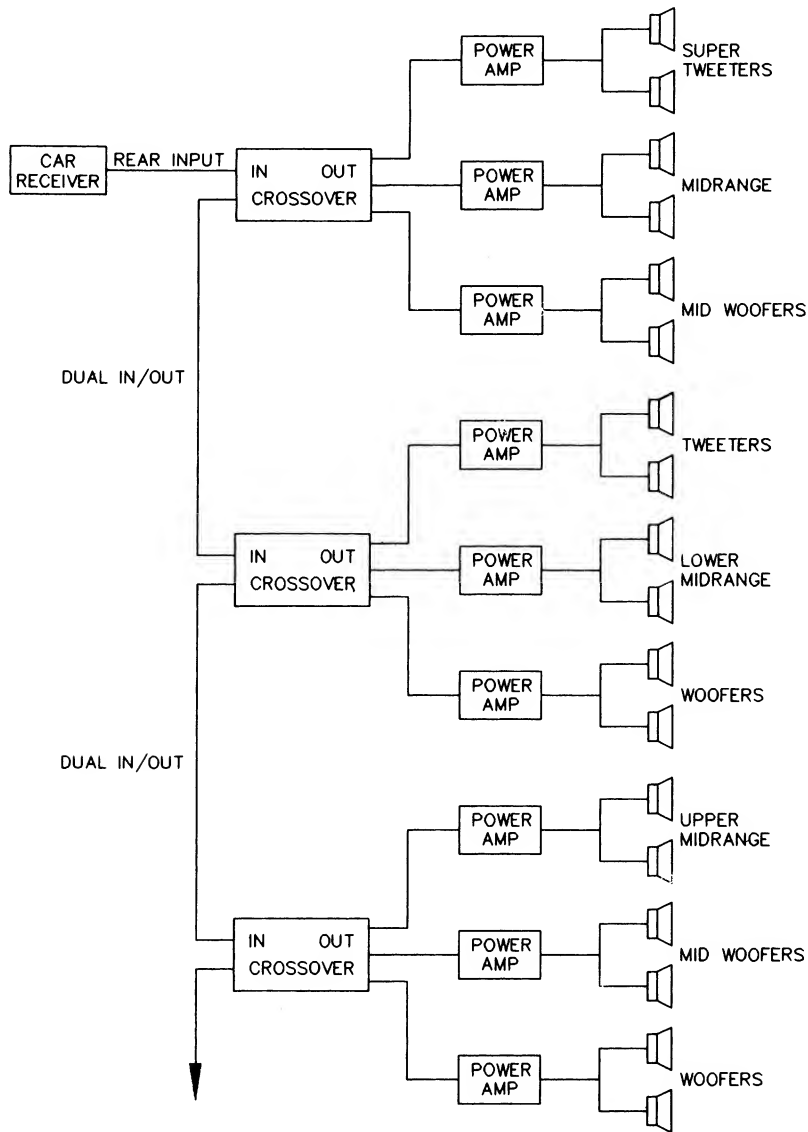 POWER
AMP
SUPER
TWEETERS
CAR
RECEIVER
REAR INPUT
IN OUT
CROSSOVER
POWER
AMP
MIDRANGE
POWER
AMP
MID WOOFERS
DUAL IN/OUT
POWER
AMP
TWEETERS
IN OUT
CROSSOVER
POWER
AMP
LOWER
MIDRANGE
POWER
AMP
WOOFERS
DUAL IN/OUT
POWER
AMP
UPPER
MIDRANGE
IN OUT
CROSSOVER
POWER
AMP
MID WOOFERS
POWER
AMP
WOOFERS